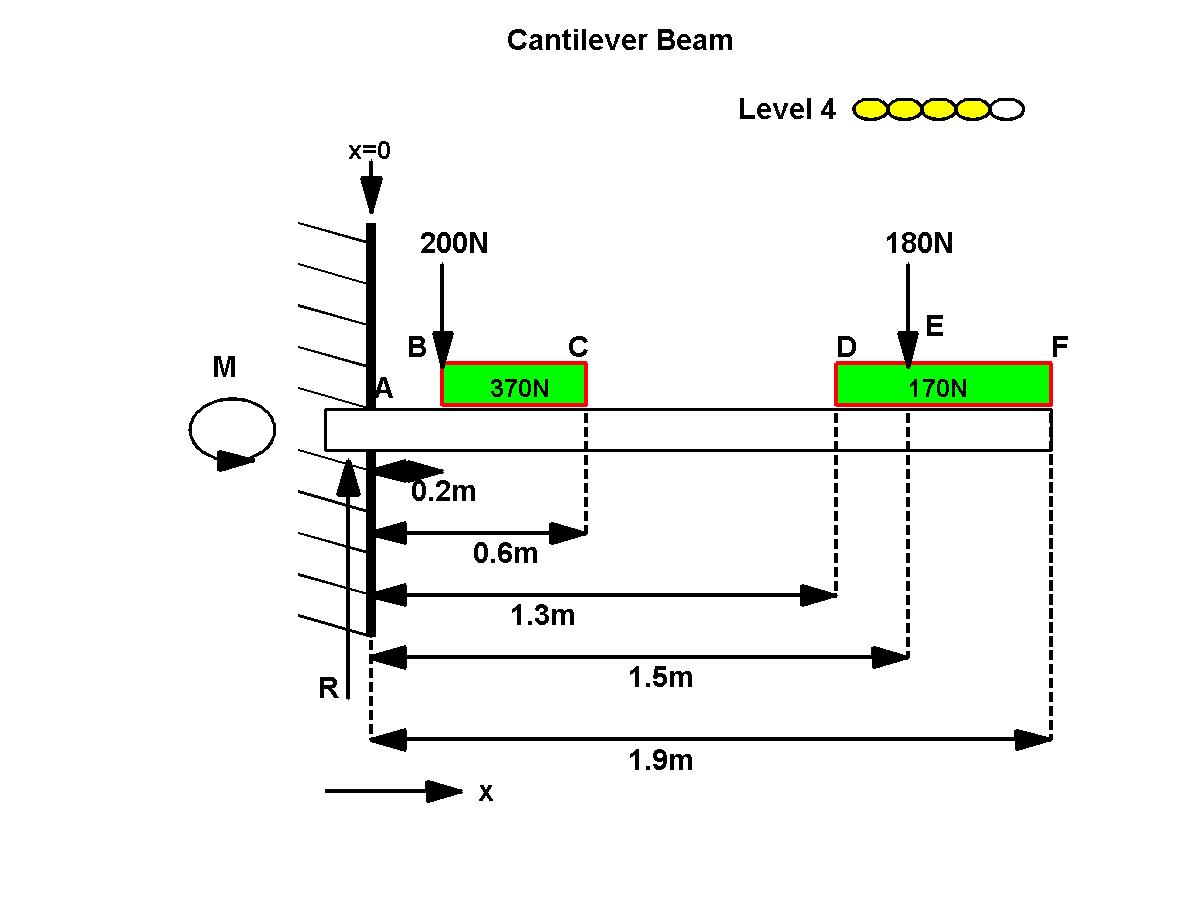 Cantilever Beam
Level 4
x=0
200N
180N
E
B
C
D
F
M
A
370N
170N
0.2m
0.6m
1.3m
1.5m
R
1.9m
x